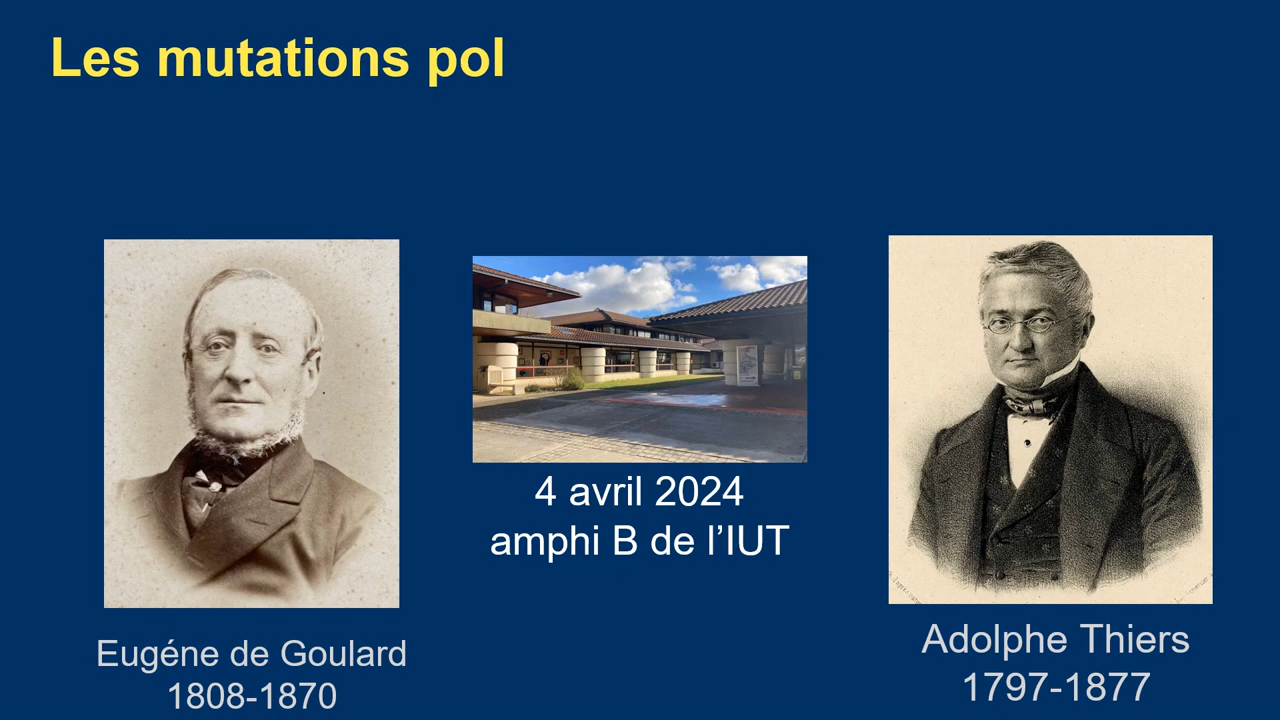 Les mutations pol
4 avril 2024
amphi B de l’IUT
Eugéne de Goulard
1808-1870
Adolphe Thiers
1797-1877